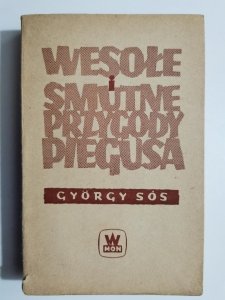 WESOŁE
i
SMUTNE
PRZYGODY
PIEGUSA
GYÖRGY SÓS
W
MON